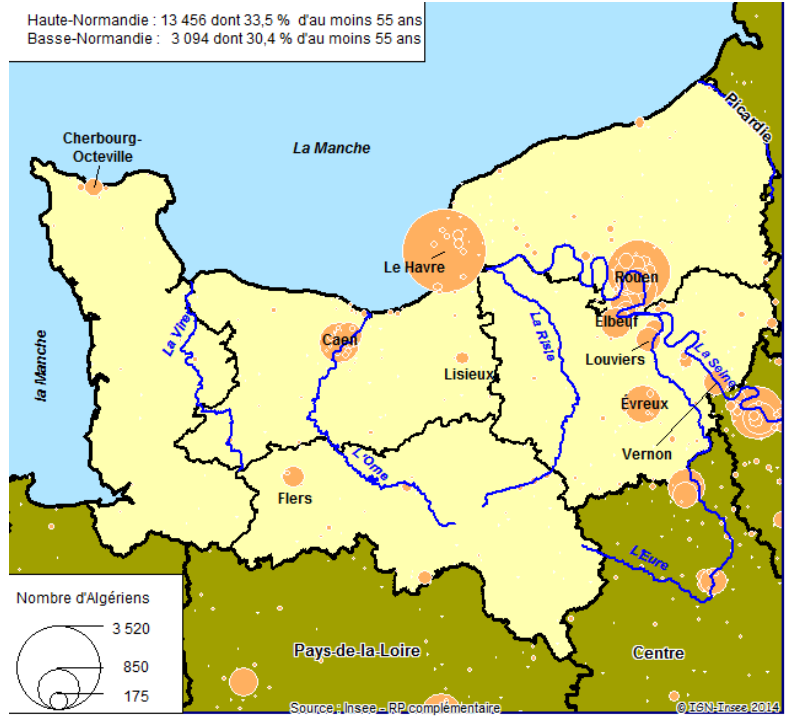 Haute-Normandie : 13 456 dont 33,5 % d'au moins 55 ans
Basse-Normandie : 3 094 dont 30,4 % d'au moins 55 ans
Picardie
Cherbourg-
Octeville
La Manche
Le Havre
Rouen
La Vire
Caen
La Risle
Elbeuf
la Manche
Louviers
La Seine
Lisieux
Évreux
Vernon
L'Orne
Flers
L'Eure
Nombre d'Algériens
3 520
850
175
Pays-de-la-Loire
Centre
Source : Insee - RP complémentaire
© IGN-Insee 2014